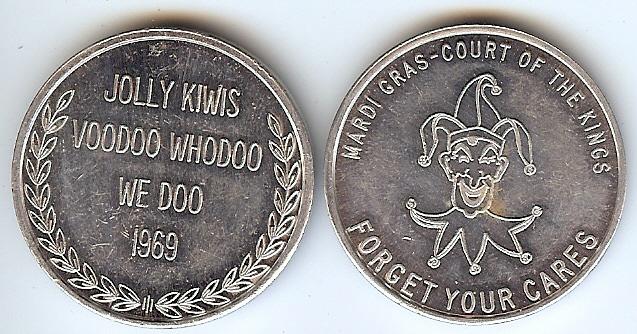 JOLLY KIWIS
VOODOO WHODOO
WE DOO
1969
MARDI GRAS-COURT OF THE KINGS
FORGET YOUR CARES